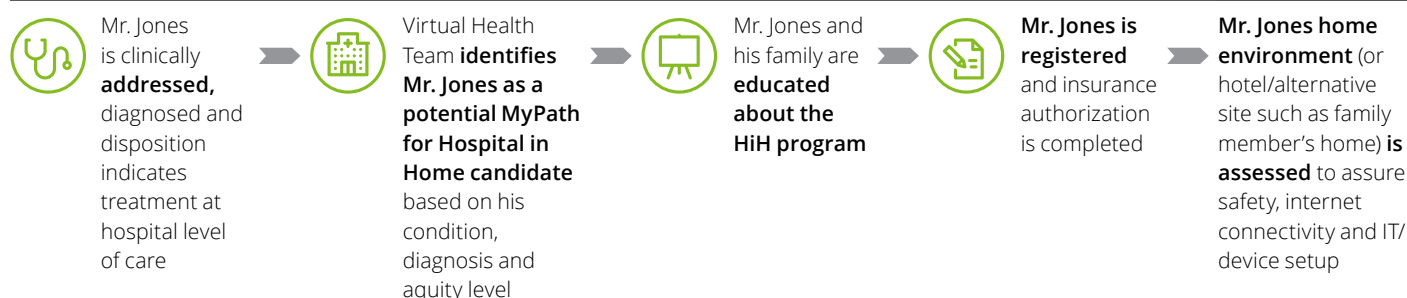 Mr. Jones
is clinically
addressed,
diagnosed and
disposition
indicates
treatment at
hospital level
of care
Virtual Health
Team identifies
Mr. Jones as a
potential MyPath
for Hospital in
Home candidate
based on his
condition,
diagnosis and
aquity level
Mr. Jones and
his family are
educated
about the
HiH program
Mr. Jones is
registered
and insurance
authorization
is completed
Mr. Jones home
environment (or
hotel/alternative
site such as family
member’s home) is
assessed to assure
safety, internet
connectivity and IT/
device setup